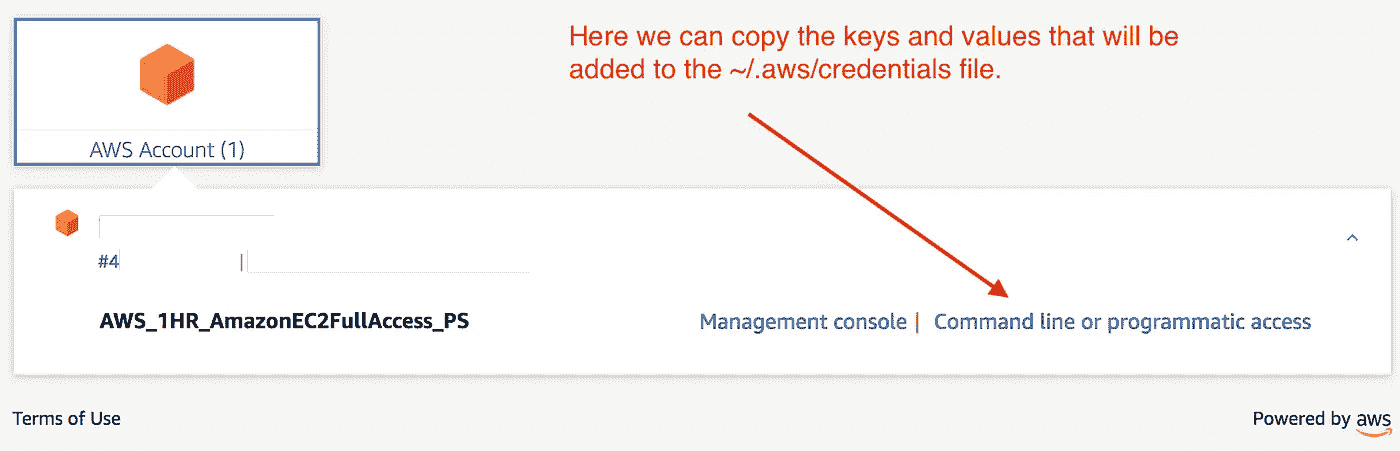 Here we can copy the keys and values that will be
added to the ~/.aws/credentials file.
AWS Account (1)
#4 |
AWS_1HR_AmazonEC2FullAccess_PS
Management console | Command line or programmatic access
Terms of Use
Powered by aws